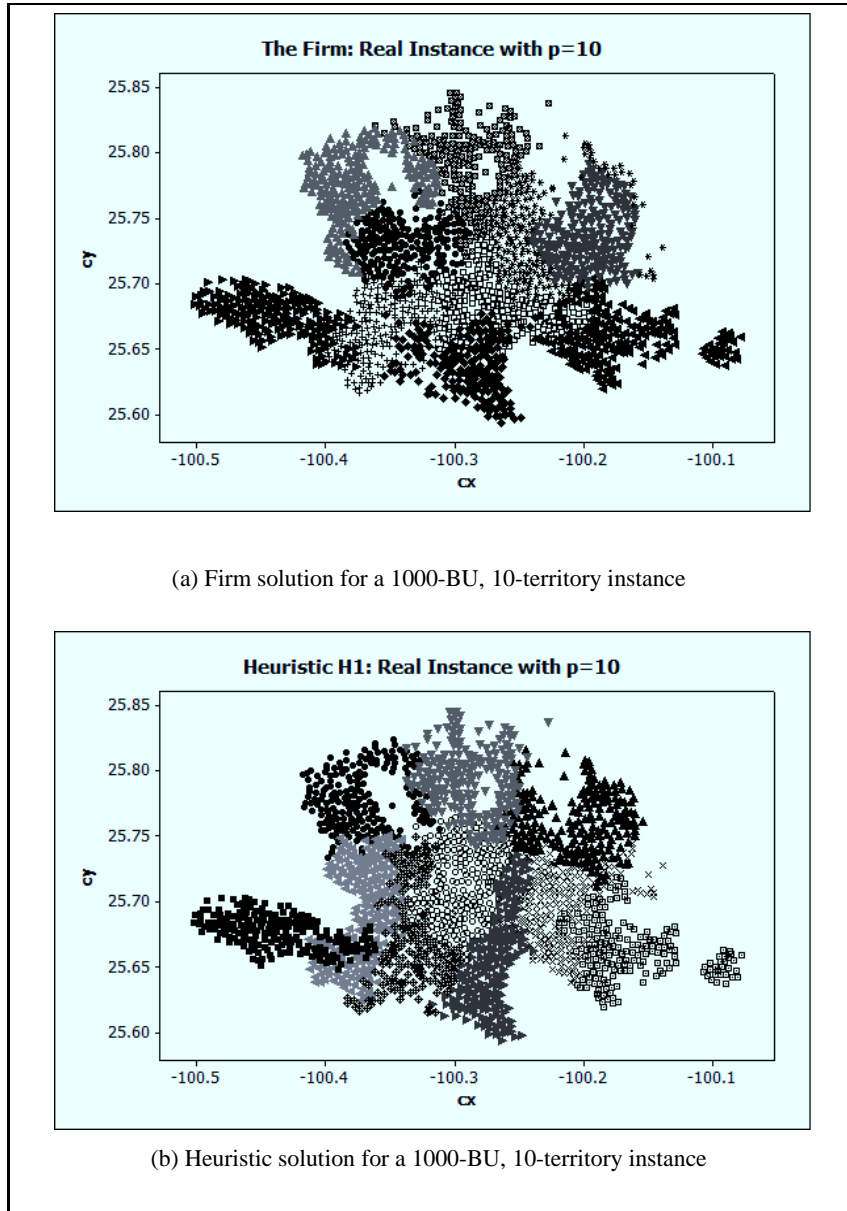 The Firm: Real Instance with p=10
25.85
25.80
25.75
25.70
25.65
25.60
cy
-100.5 -100.4 -100.3 -100.2 -100.1
cx
(a) Firm solution for a 1000-BU, 10-territory instance
Heuristic H1: Real Instance with p=10
25.85
25.80
25.75
25.70
25.65
25.60
cy
-100.5 -100.4 -100.3 -100.2 -100.1
cx
(b) Heuristic solution for a 1000-BU, 10-territory instance